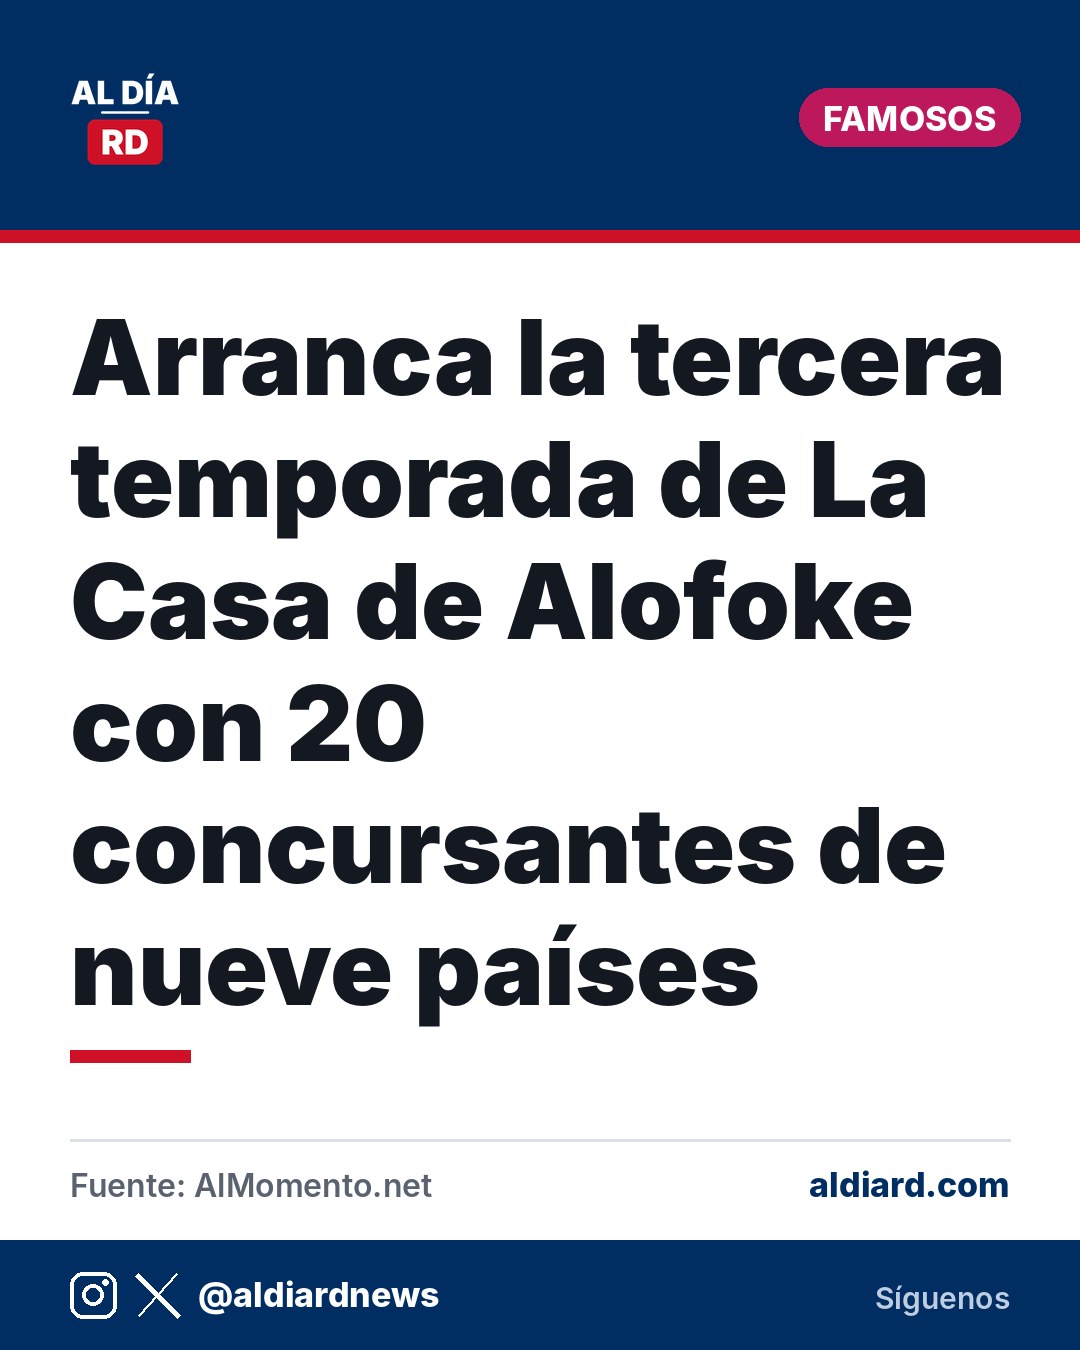 AL DÍA
RD
FAMOSOS
Arranca la tercera
temporada de La
Casa de Alofoke
con 20
concursantes de
nueve países
Fuente: AlMomento.net
aldiard.com
@aldiardnews
Síguenos